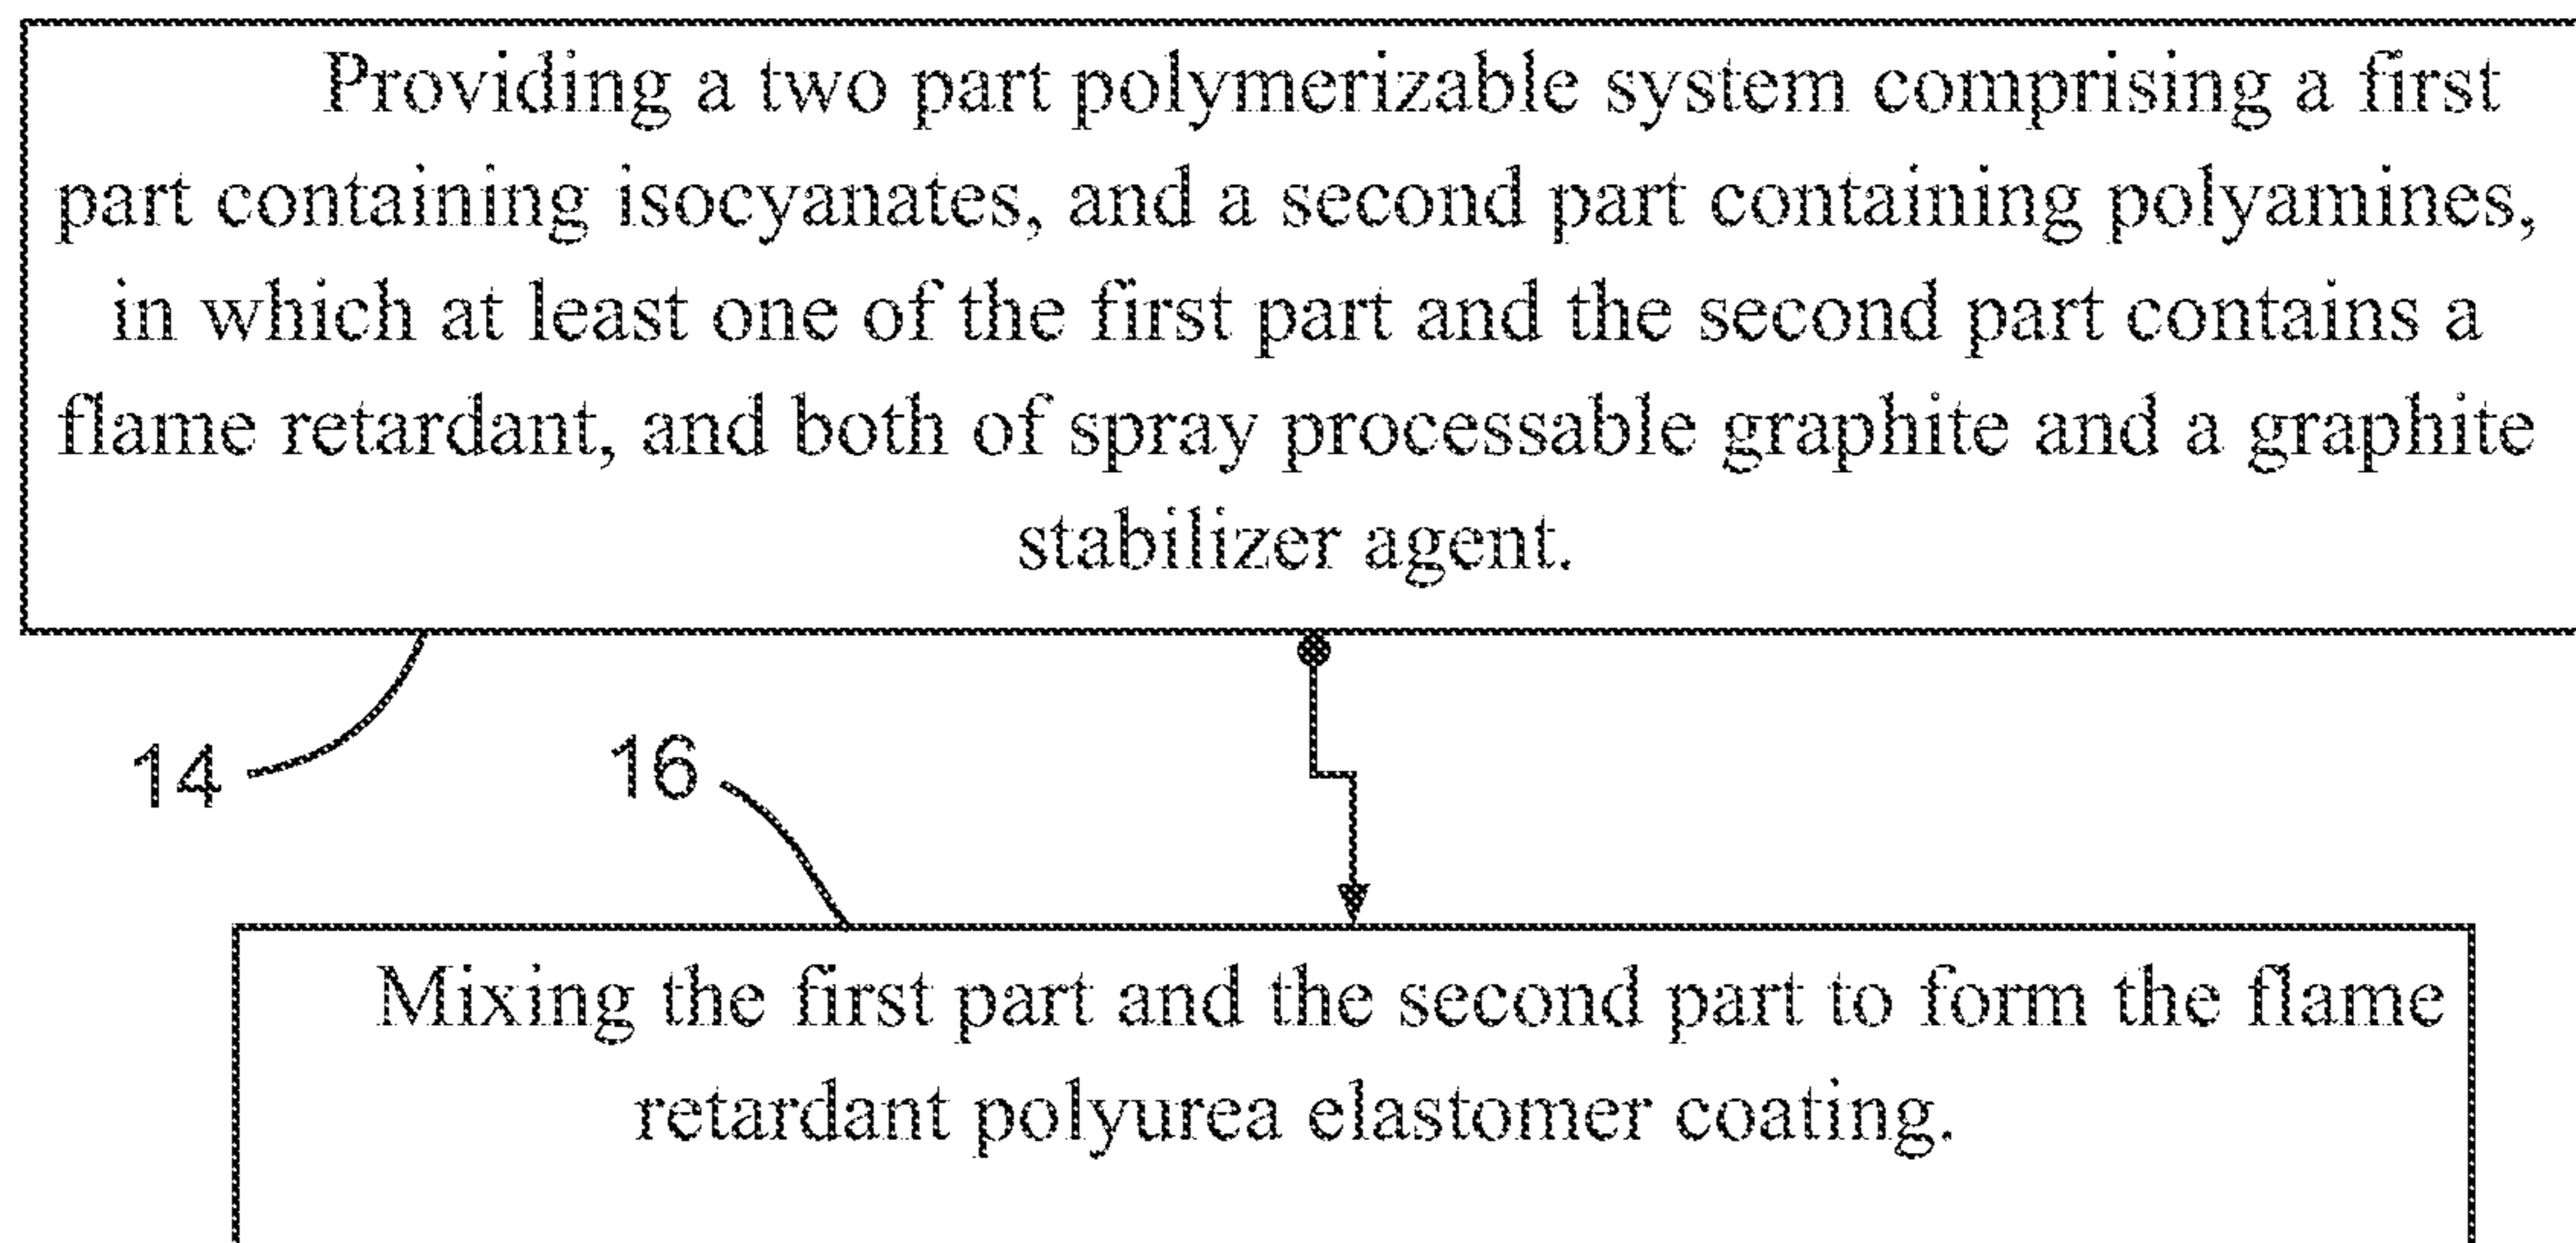 Providing a two part polymerizable system comprising a first
part containing isocyanates, and a second part containing polyamines,
in which at least one of the first part and the second part contains a
flame retardant, and both of spray processable graphite and a graphite
stabilizer agent.
14
16
Mixing the first part and the second part to form the flame
retardant polyurea elastomer coating.